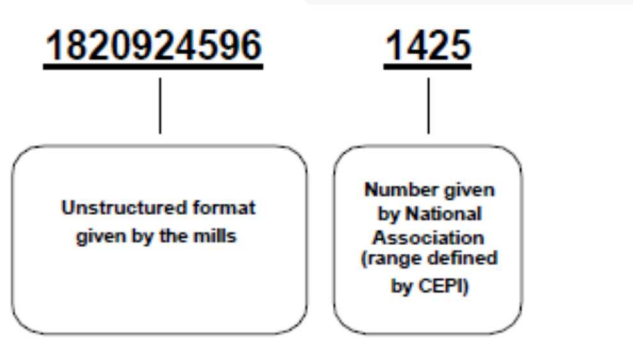 1820924596 1425
Unstructured format
given by the mills
Number given
by National
Association
(range defined
by CEPI)